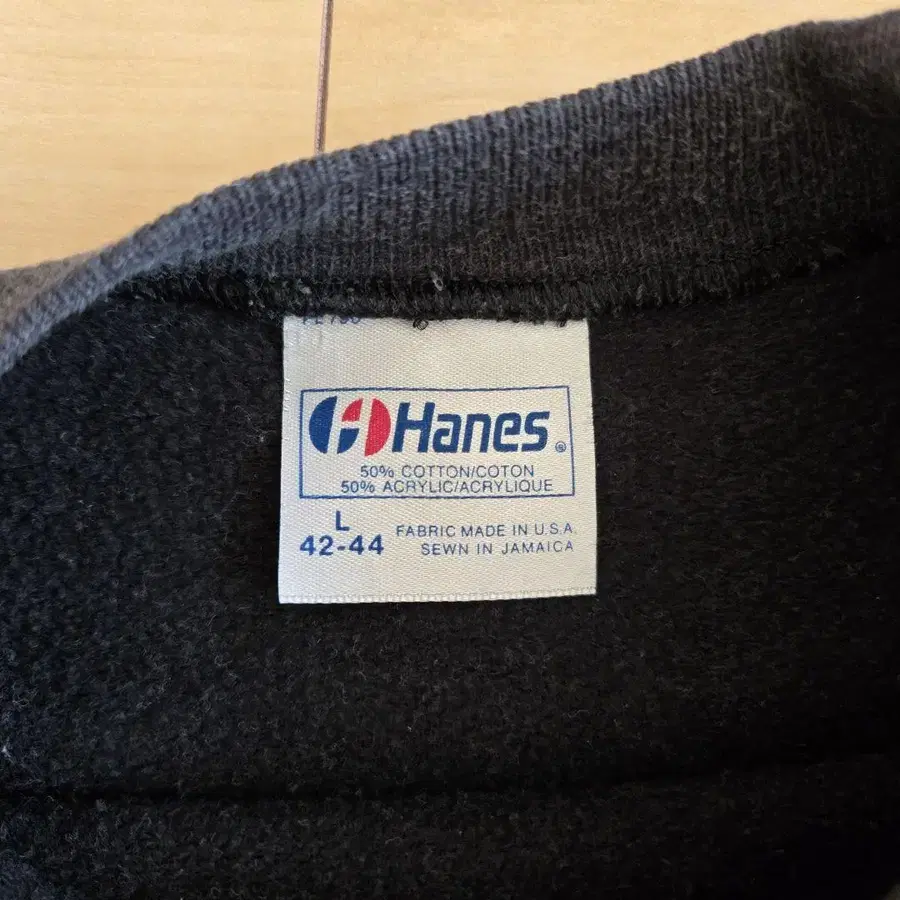 Hanes®
50% COTTON/COTON
50% ACRYLIC/ACRYLIQUE
L
42-44
FABRIC MADE IN U.S.A.
SEWN IN JAMAICA